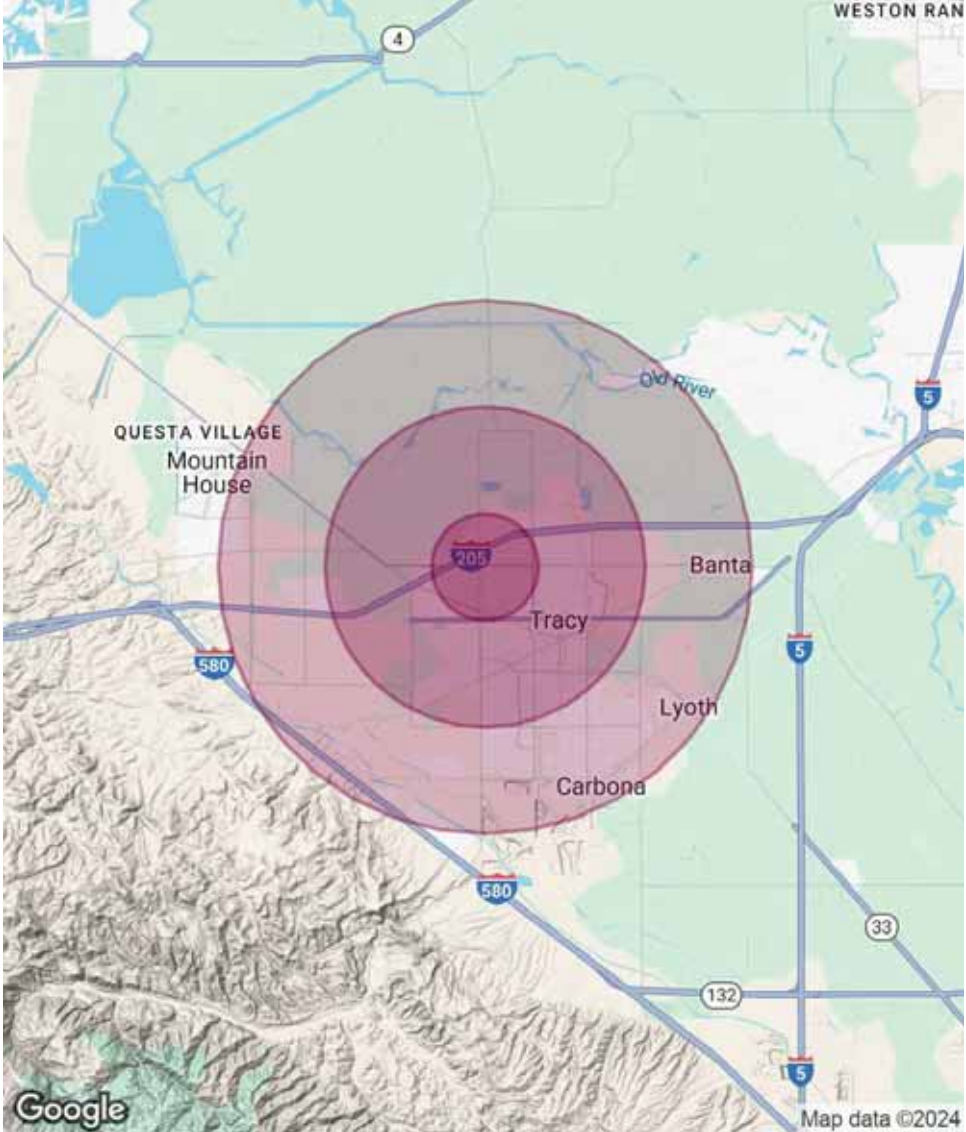 WESTON RAN
4
Old River
5
QUESTA VILLAGE
Mountain
House
205
Banta
Tracy
5
580
Lyoth
Carbona
580
33
132
5
Google
Map data ©2024